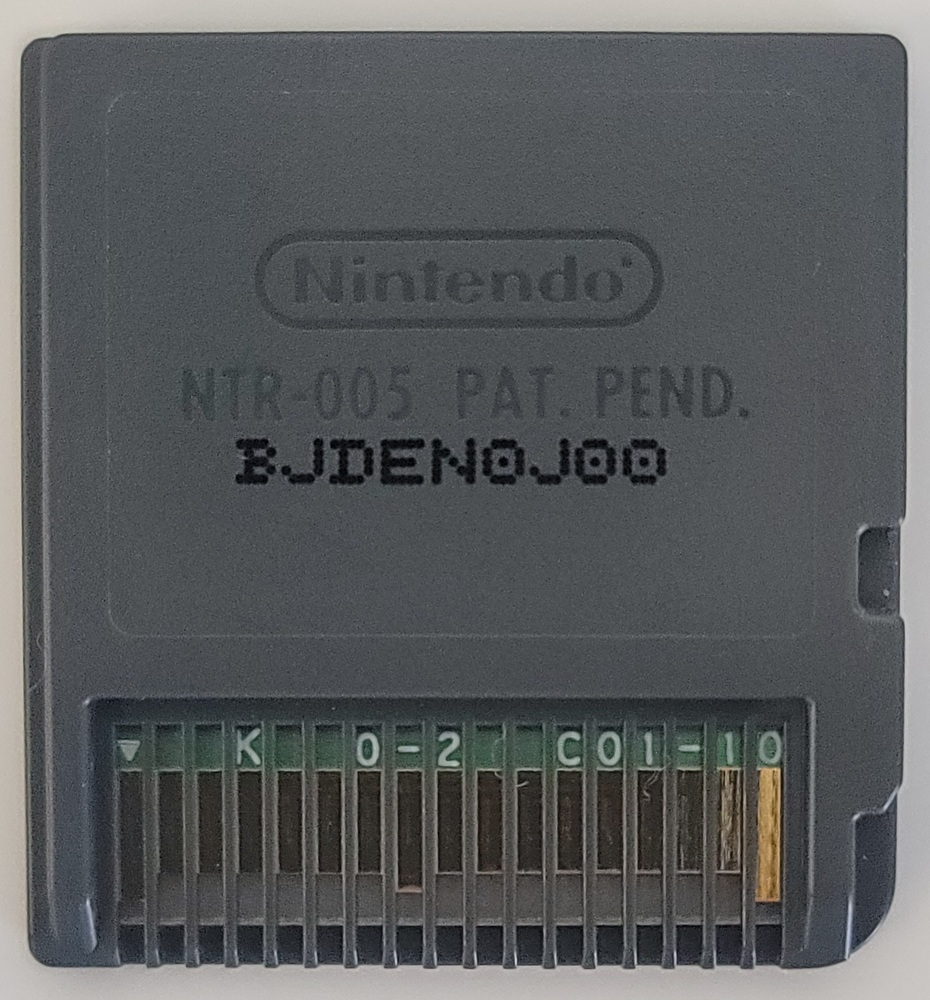 Nintendo®
NTR-005 PAT. PEND.
BJDEN0J00
▼ K 0-2 C01-10